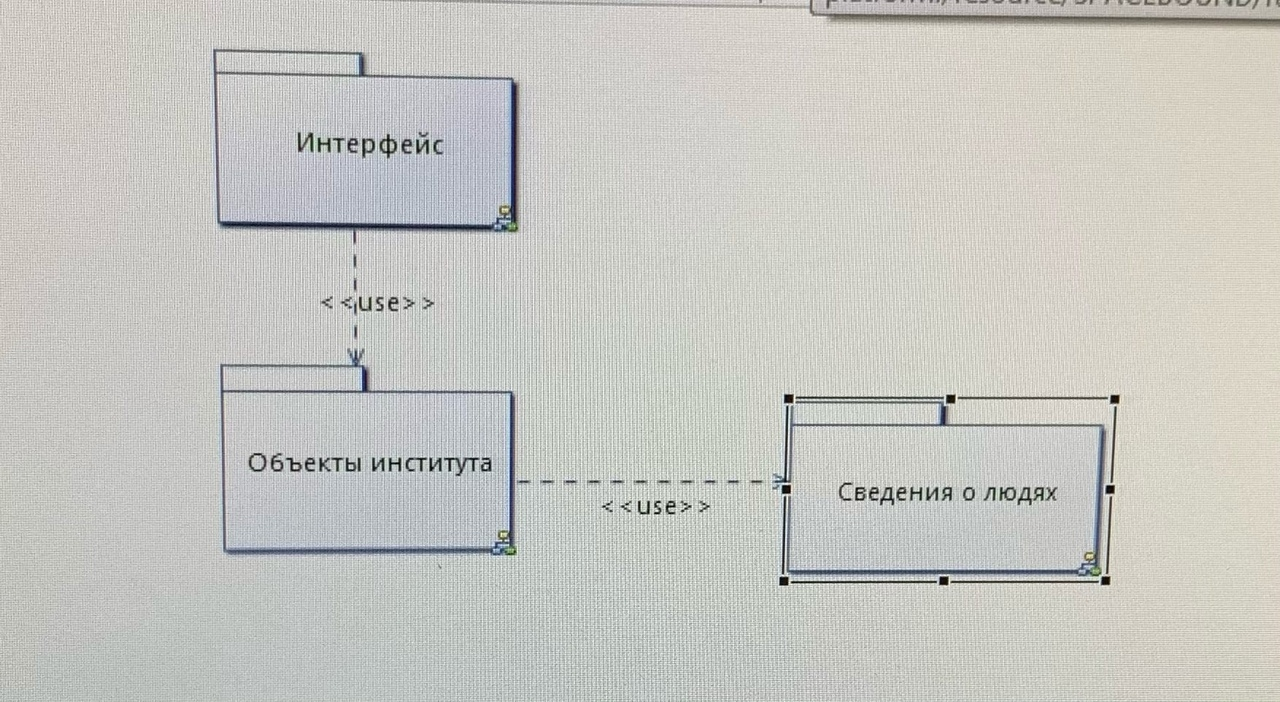 Интерфейс
< <use> >
Объекты института
< <use> >
Сведения о людях